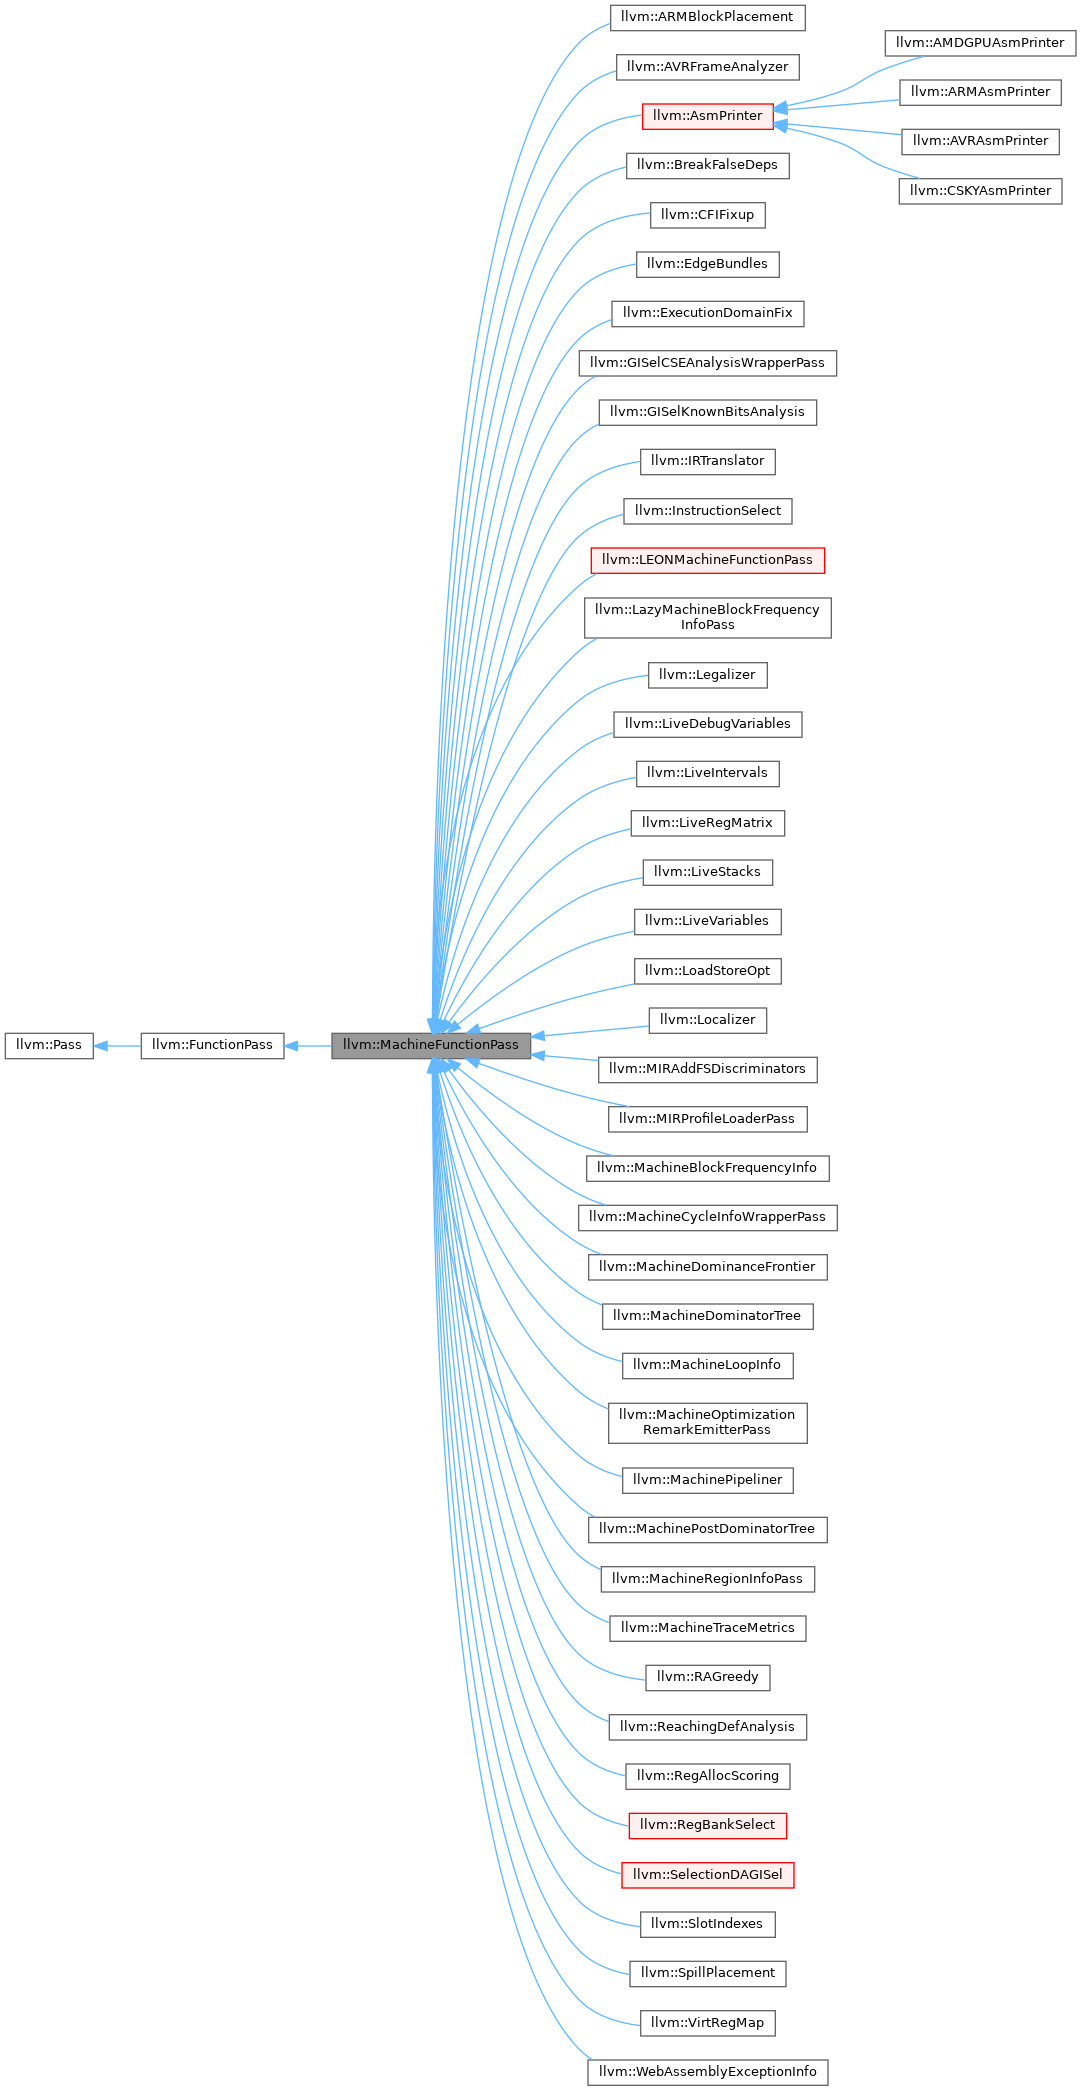 llvm::ARMBlockPlacement
llvm::AMDGPUAsmPrinter
llvm::AVRFrameAnalyzer
llvm::ARMAsmPrinter
llvm::AsmPrinter
llvm::AVRAsmPrinter
llvm::BreakFalseDeps
llvm::CSKYAsmPrinter
llvm::CFIFixup
llvm::EdgeBundles
llvm::ExecutionDomainFix
llvm::GISelCSEAnalysisWrapperPass
llvm::GISelKnownBitsAnalysis
llvm::IRTranslator
llvm::InstructionSelect
llvm::LEONMachineFunctionPass
llvm::LazyMachineBlockFrequency
InfoPass
llvm::Legalizer
llvm::LiveDebugVariables
llvm::LiveIntervals
llvm::LiveRegMatrix
llvm::LiveStacks
llvm::LiveVariables
llvm::LoadStoreOpt
llvm::Localizer
llvm::Pass
llvm::FunctionPass
llvm::MachineFunctionPass
llvm::MIRAddFSDiscriminators
llvm::MIRProfileLoaderPass
llvm::MachineBlockFrequencyInfo
llvm::MachineCycleInfoWrapperPass
llvm::MachineDominanceFrontier
llvm::MachineDominatorTree
llvm::MachineLoopInfo
llvm::MachineOptimization
RemarkEmitterPass
llvm::MachinePipeliner
llvm::MachinePostDominatorTree
llvm::MachineRegionInfoPass
llvm::MachineTraceMetrics
llvm::RAGreedy
llvm::ReachingDefAnalysis
llvm::RegAllocScoring
llvm::RegBankSelect
llvm::SelectionDAGISel
llvm::SlotIndexes
llvm::SpillPlacement
llvm::VirtRegMap
llvm::WebAssemblyExceptionInfo